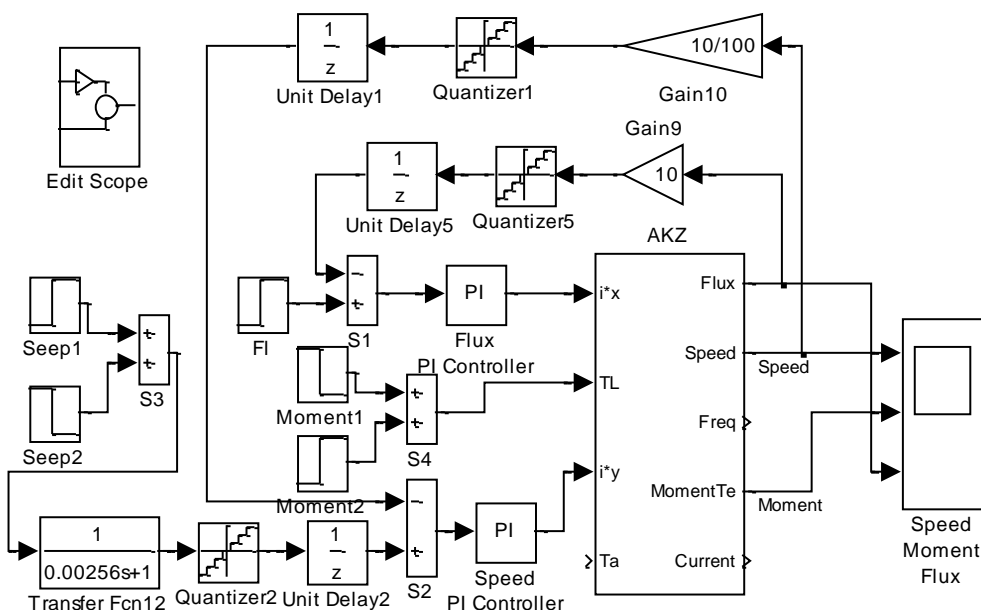 1
z
Unit Delay1
Quantizer1
10/100
Gain10
Edit Scope
1
z
Unit Delay5
Quantizer5
Gain9
10
AKZ
Seep1
Seep2
+
+
S3
FI
−
+
S1
PI
Flux
PI Controller
i*x
TL
i*y
Ta
Flux
Speed
Freq
MomentTe
Current
Speed
Moment
Moment1
Moment2
+
+
S4
−
+
S2
PI
Speed
PI Controller
1
0.00256s+1
Transfer Fcn12
Quantizer2
1
z
Unit Delay2
Speed
Moment
Flux